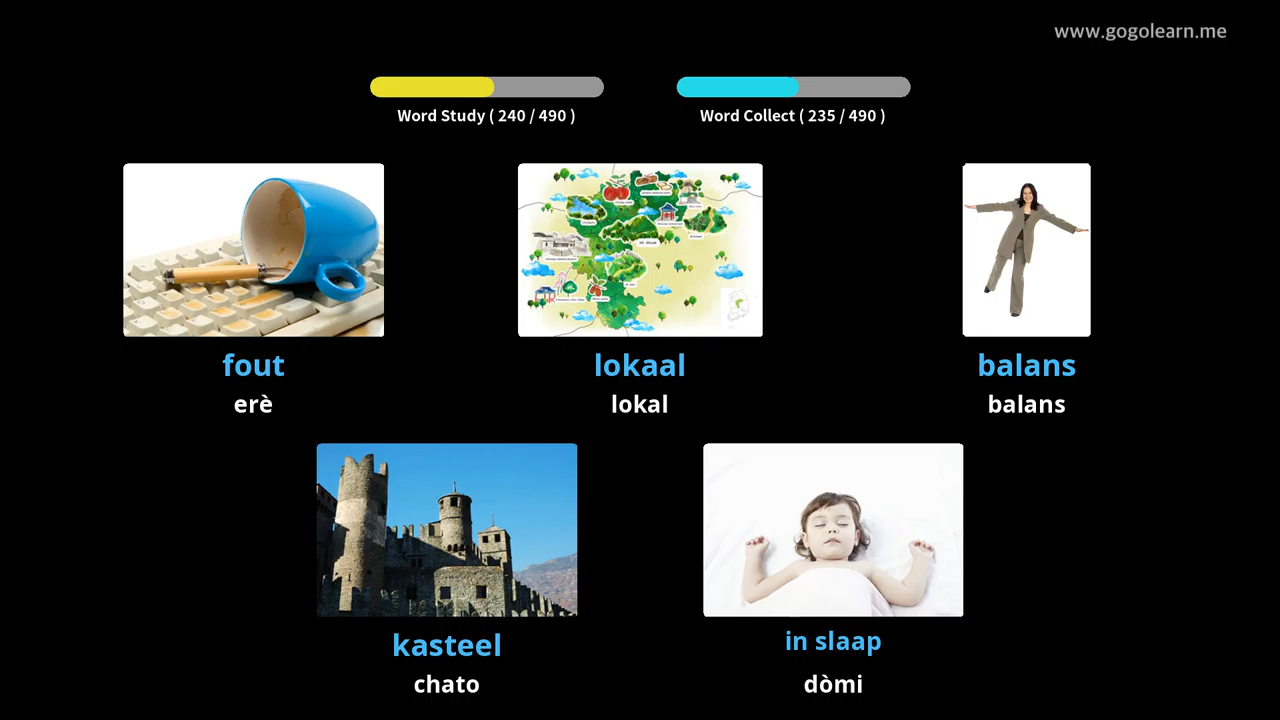 www.gogolearn.me
Word Study ( 240 / 490 )
Word Collect ( 235 / 490 )
fout
erè
lokaal
lokal
balans
balans
kasteel
chato
in slaap
dòmi